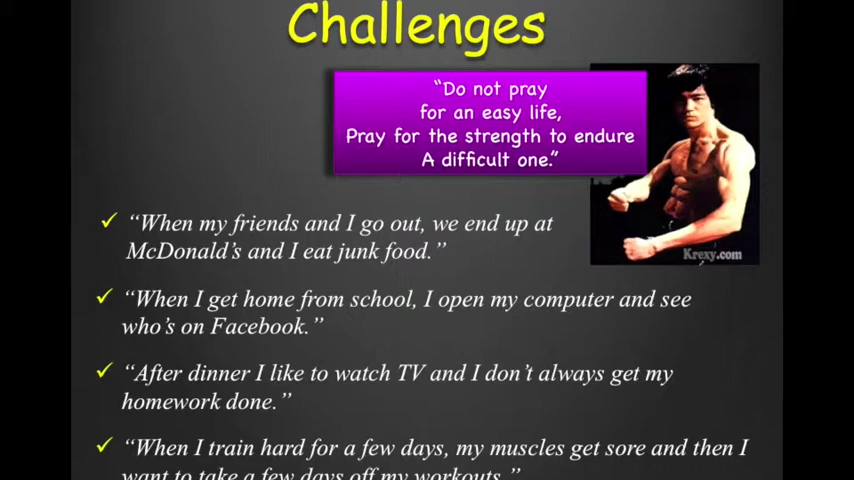 Challenges
“Do not pray
for an easy life,
Pray for the strength to endure
A difficult one.”
“When my friends and I go out, we end up at
McDonald’s and I eat junk food.”
“When I get home from school, I open my computer and see
who’s on Facebook.”
“After dinner I like to watch TV and I don’t always get my
homework done.”
“When I train hard for a few days, my muscles get sore and then I
want to take a few days off my workouts.”
Krexy.com